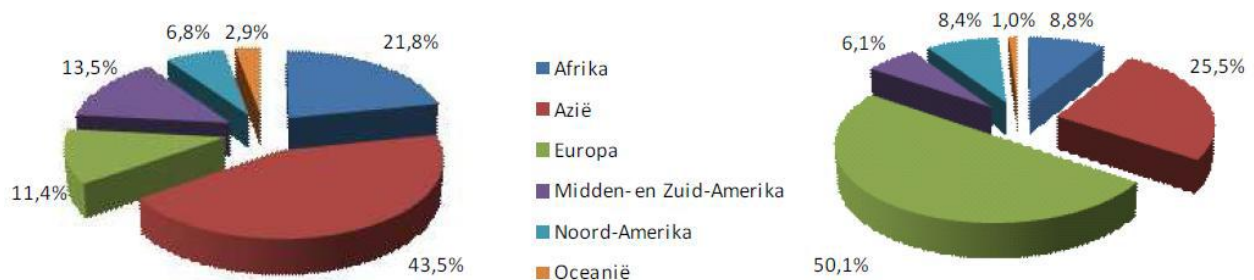 6,8%
2,9%
21,8%
13,5%
11,4%
43,5%
Afrika
Azië
Europa
Midden- en Zuid-Amerika
Noord-Amerika
Oceanië
8,4%
1,0%
8,8%
6,1%
25,5%
50,1%